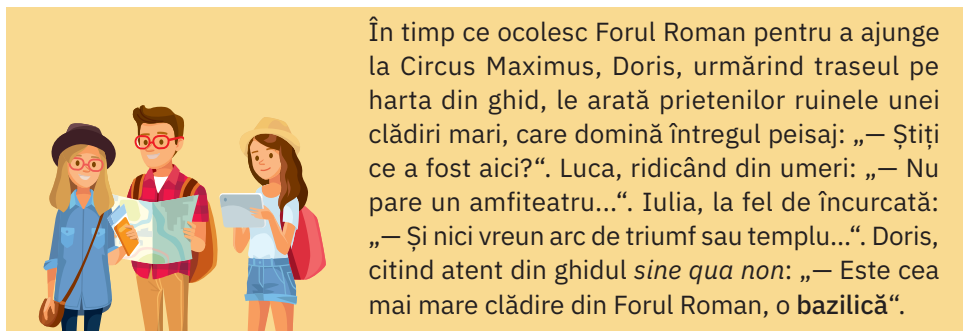 În timp ce ocolesc Forul Roman pentru a ajunge
la Circus Maximus, Doris, urmărind traseul pe
harta din ghid, le arată prietenilor ruinele unei
clădiri mari, care domină întregul peisaj: „— Știți
ce a fost aici?“. Luca, ridicând din umeri: „— Nu
pare un amfiteatru...“. Iulia, la fel de încurcată:
„— Și nici vreun arc de triumf sau templu...“. Doris,
citind atent din ghidul sine qua non: „— Este cea
mai mare clădire din Forul Roman, o bazilică“.